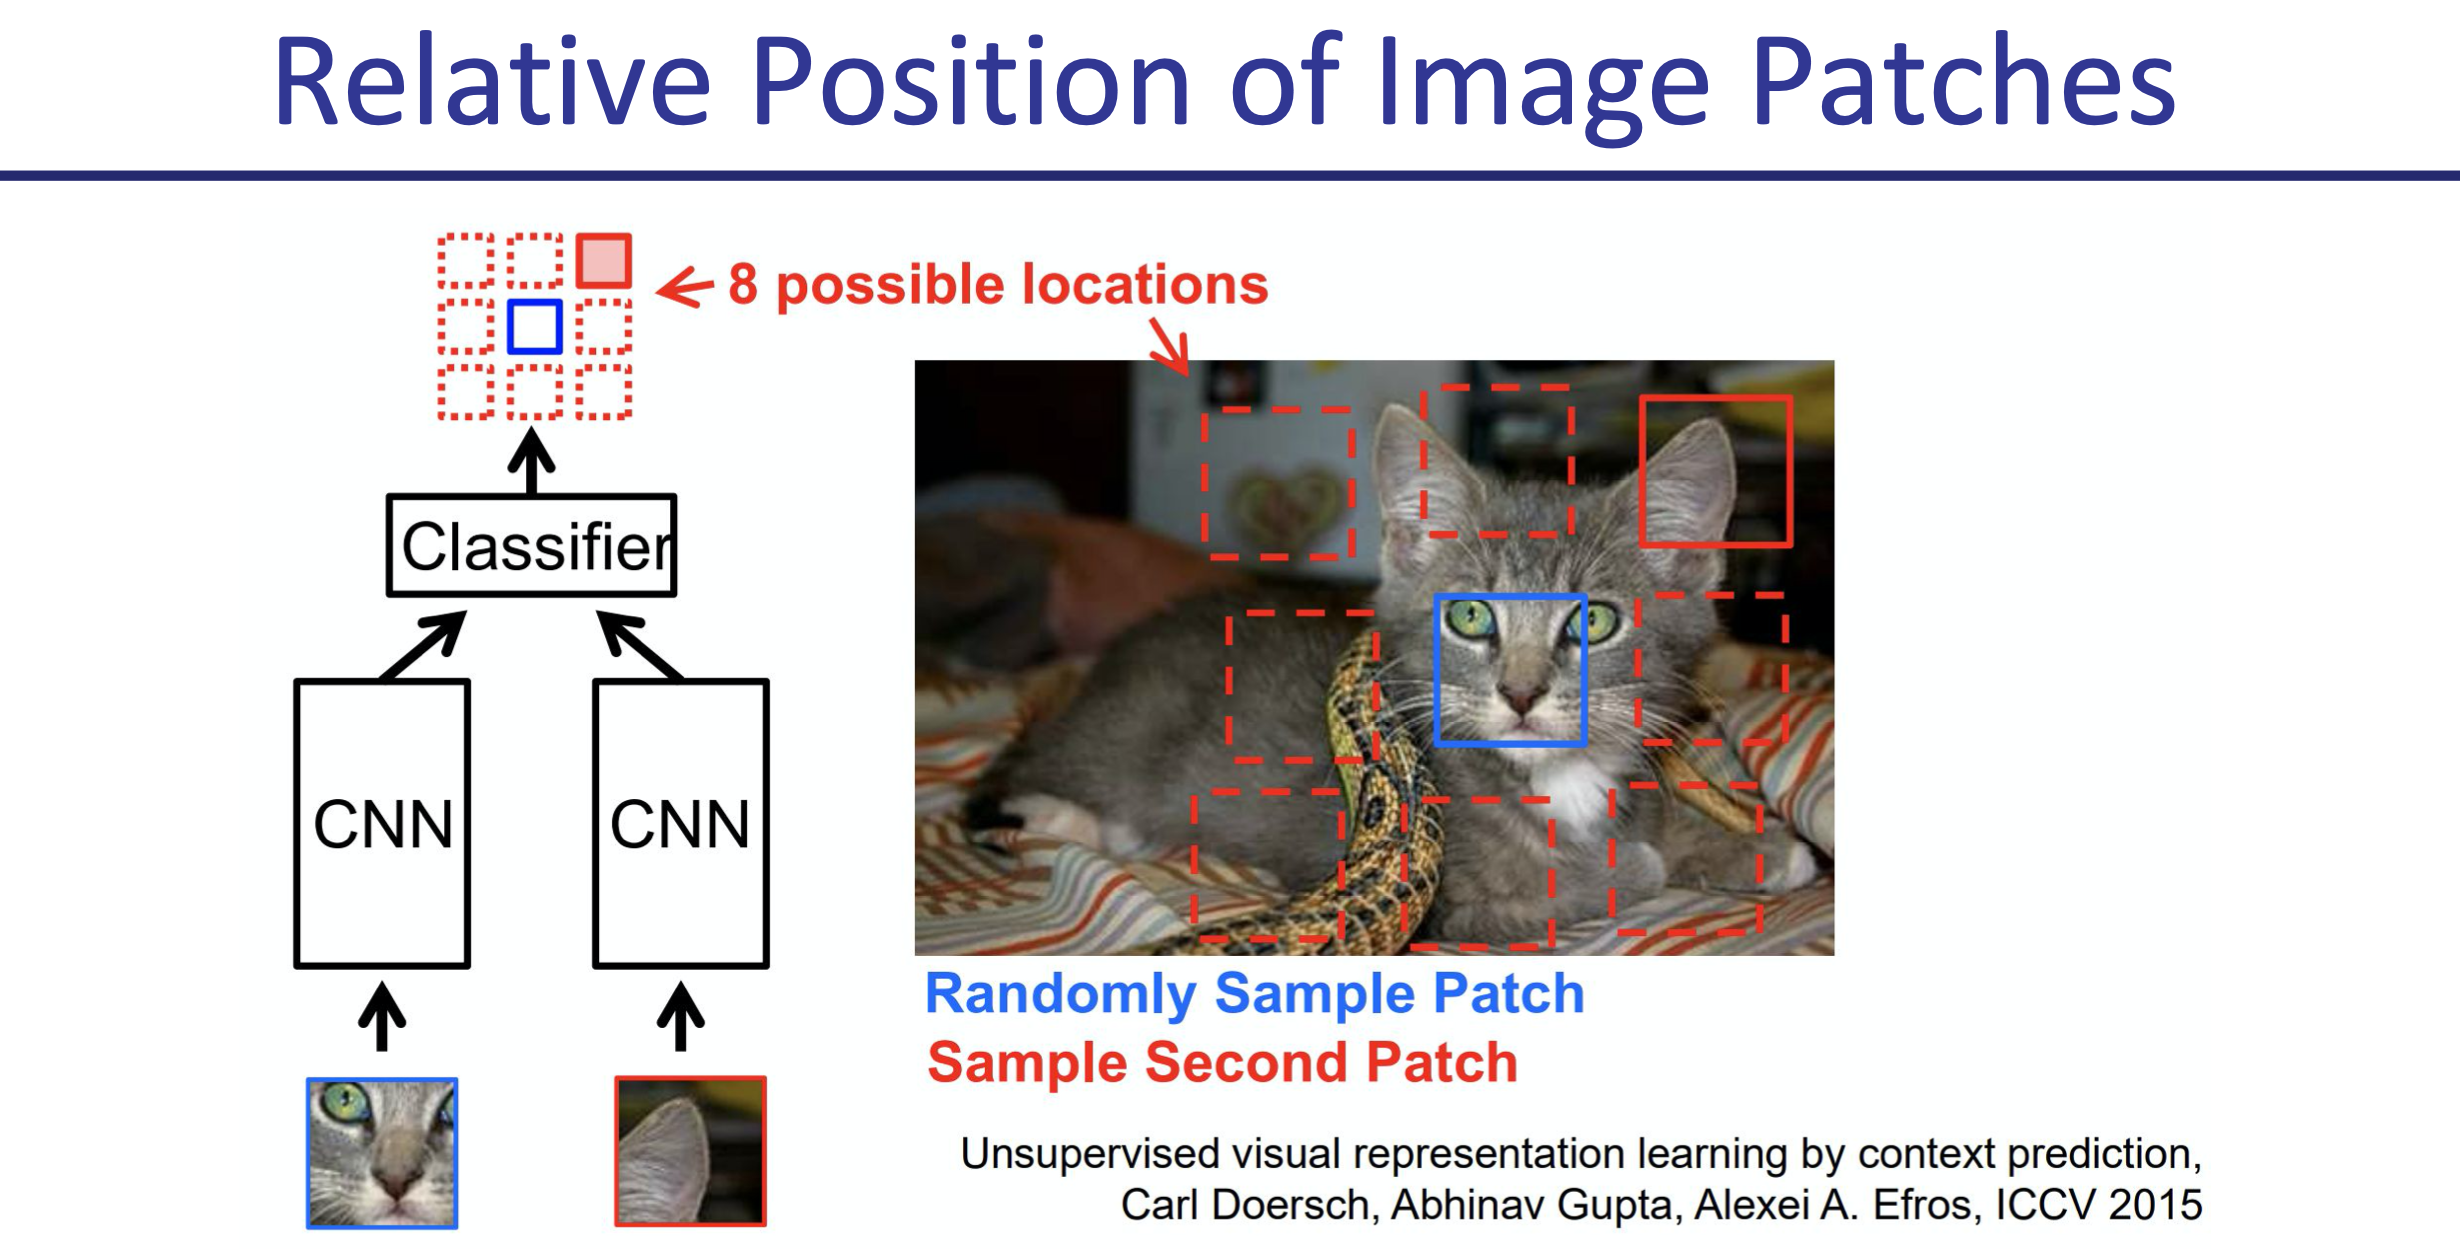 Relative Position of Image Patches
8 possible locations
Classifier
CNN
CNN
Randomly Sample Patch
Sample Second Patch
Unsupervised visual representation learning by context prediction,
Carl Doersch, Abhinav Gupta, Alexei A. Efros, ICCV 2015